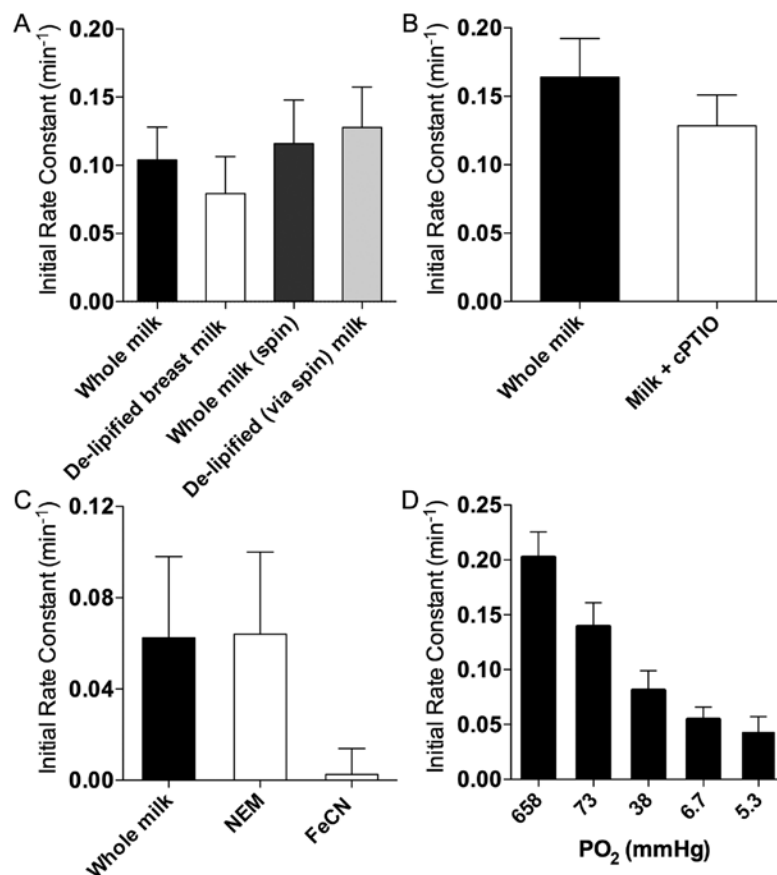 A
Initial Rate Constant (min-1)
0.20
0.15
0.10
0.05
0.00
Whole milk
De-lipified breast milk
Whole milk (spin)
De-lipified (via spin) milk
B
Initial Rate Constant (min-1)
0.20
0.15
0.10
0.05
0.00
Whole milk
Milk + cPTIO
C
Initial Rate Constant (min-1)
0.12
0.08
0.04
0.00
Whole milk
NEM
FeCN
D
Initial Rate Constant (min-1)
0.25
0.20
0.15
0.10
0.05
0.00
658
73
38
6.7
5.3
PO2 (mmHg)